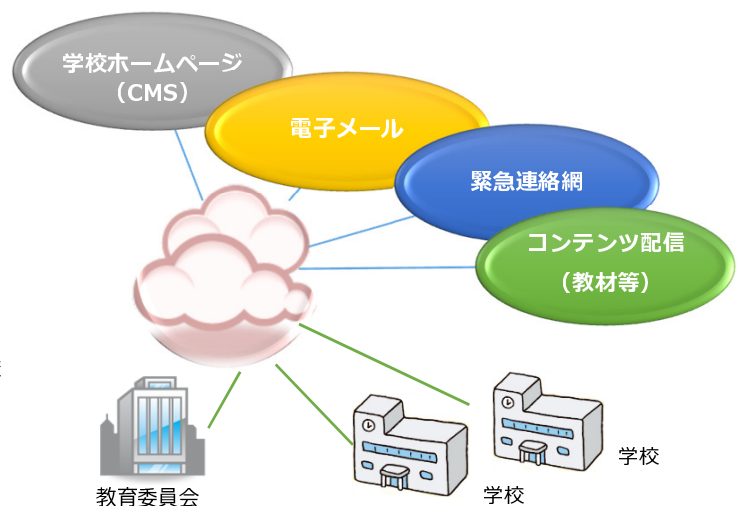 学校ホームページ
（CMS）
電子メール
緊急連絡網
コンテンツ配信
（教材等）
学校
学校
教育委員会